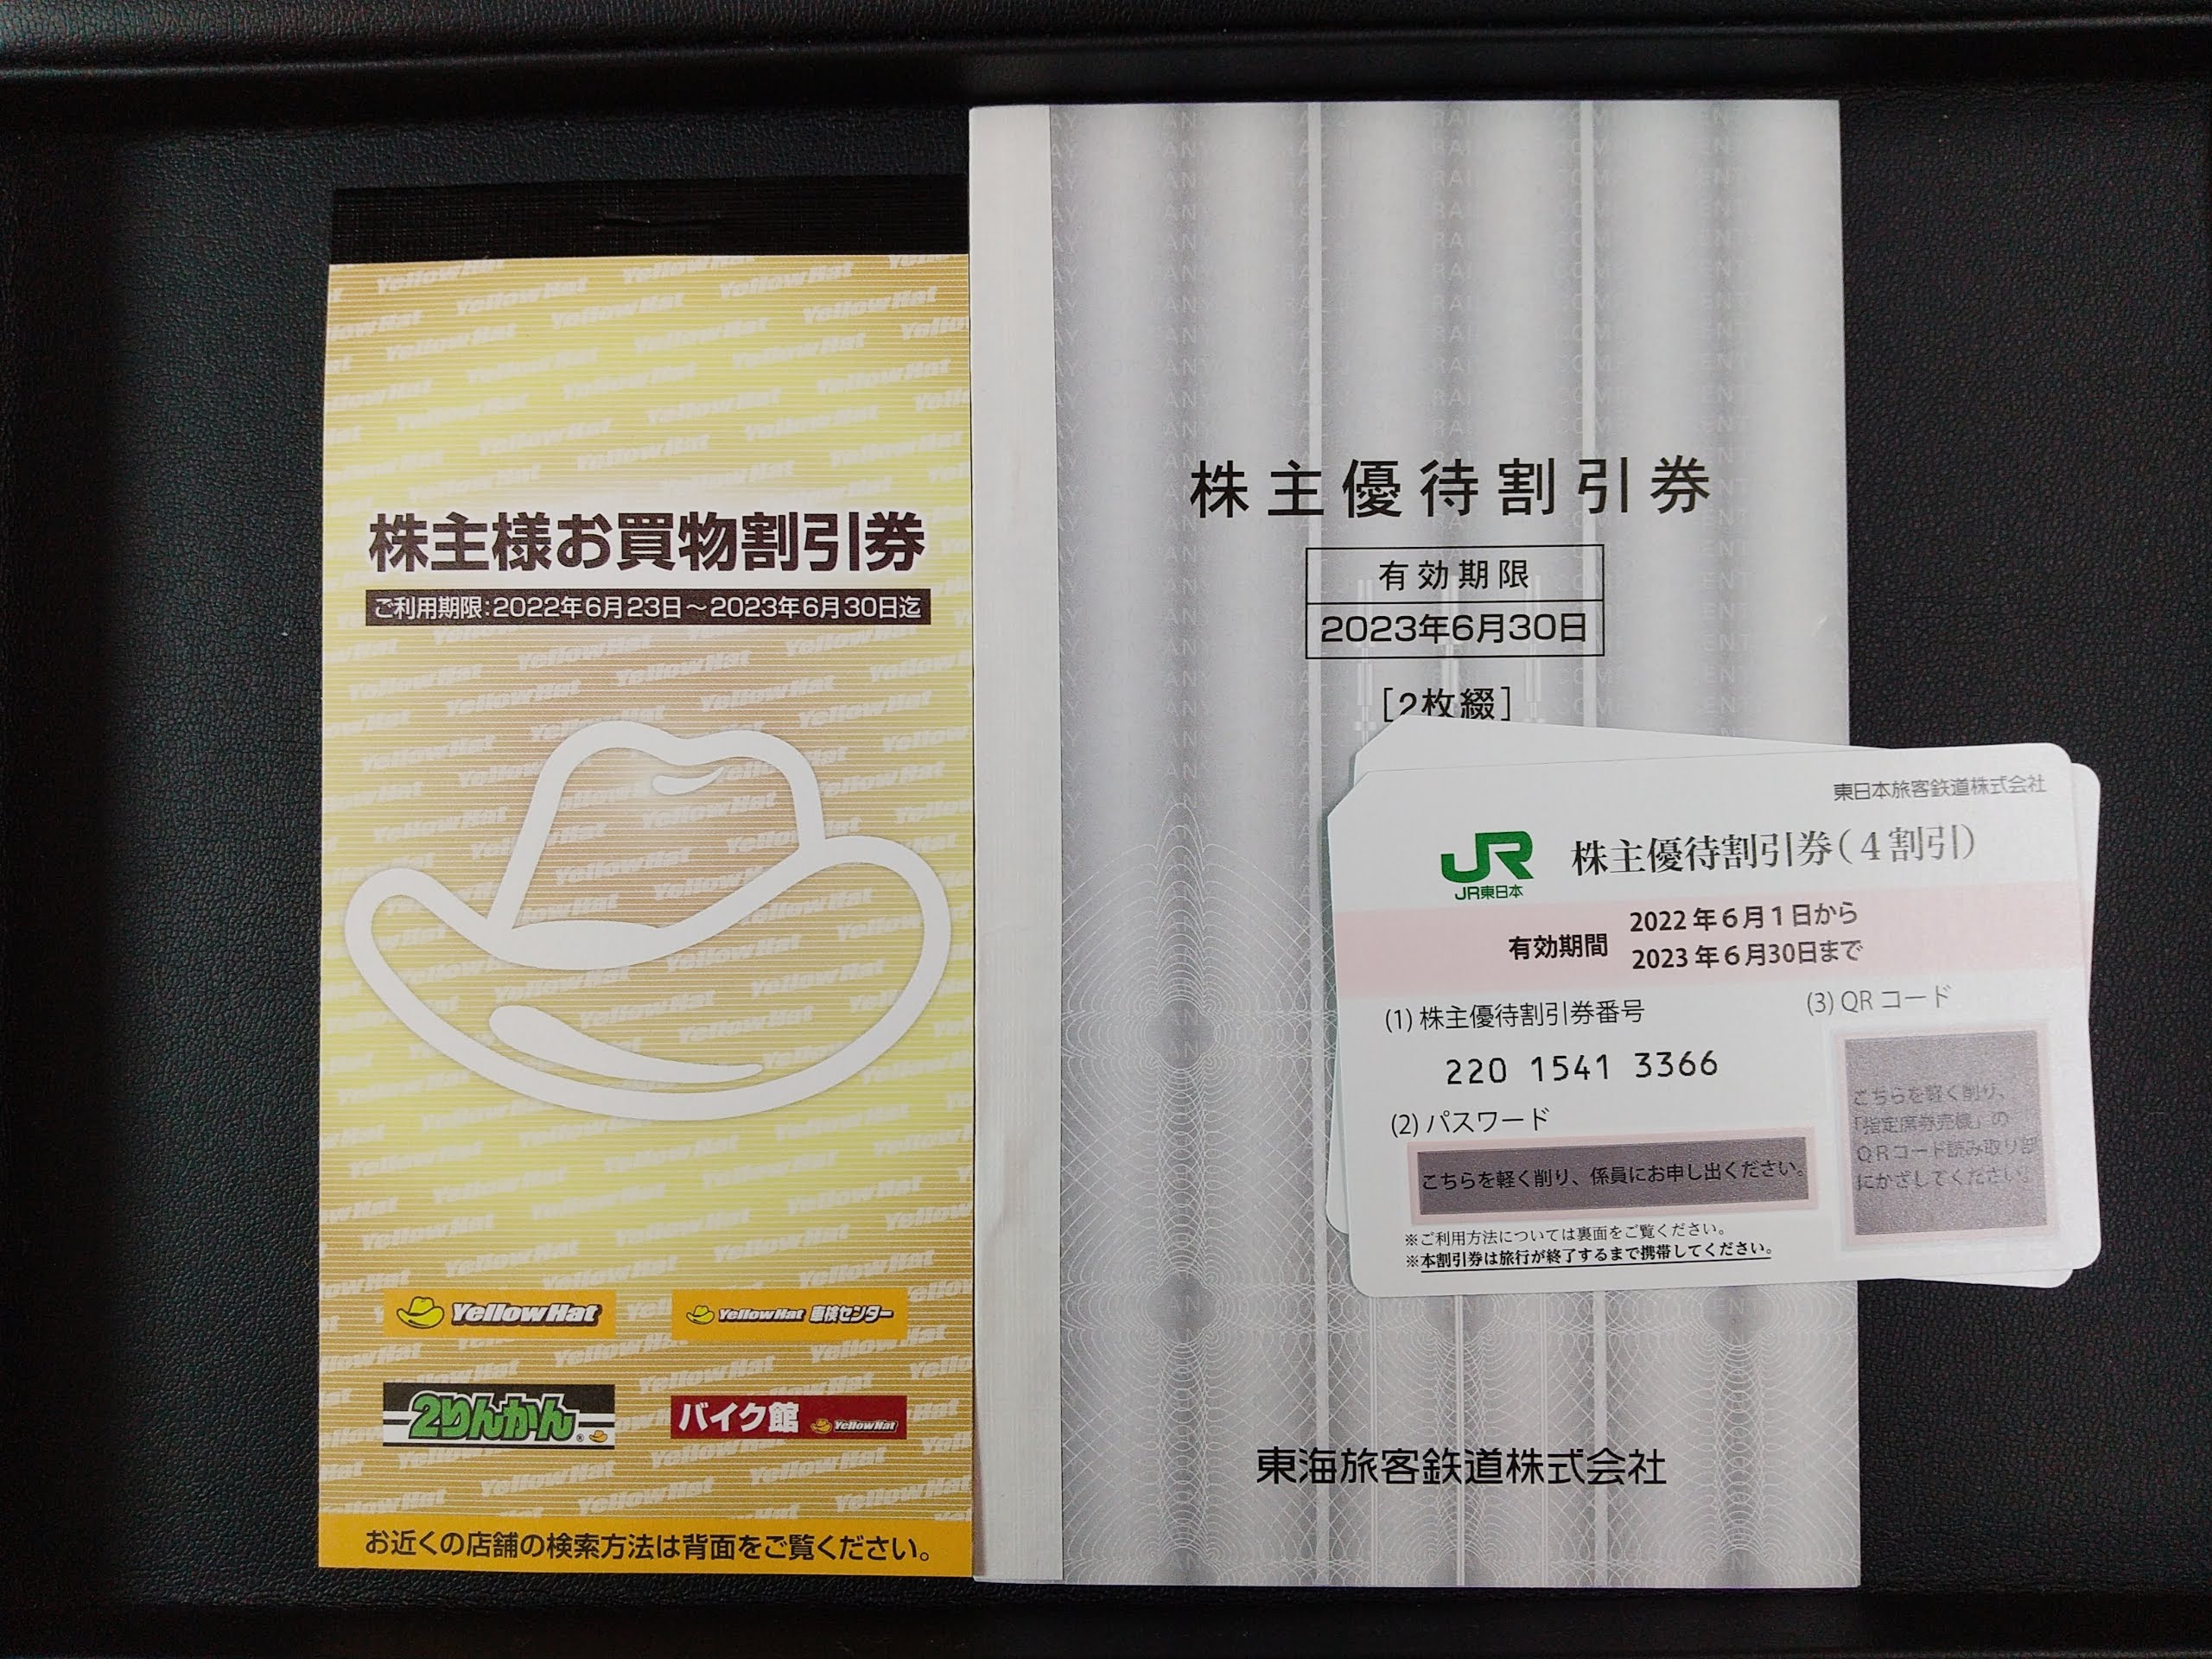 株主様お買物割引券
ご利用期限:2022年6月23日～2023年6月30日迄
YellowHat
YellowHat 車検センター
2りんかん®
バイク館 YellowHat
お近くの店舗の検索方法は背面をご覧ください。
株主優待割引券
有効期限
2023年6月30日
[2枚綴]
東海旅客鉄道株式会社
東日本旅客鉄道株式会社
JR 株主優待割引券(4割引)
JR東日本
有効期間
2022年6月1日から
2023年6月30日まで
(1) 株主優待割引券番号
220 1541 3366
(2) パスワード
こちらを軽く削り、係員にお申し出ください。
(3) QRコード
こちらを軽く削り、
「指定席券売機」の
QRコード読み取り部
にかざしてください。
※ご利用方法については裏面をご覧ください。
※本割引券は旅行が終了するまで携帯してください。